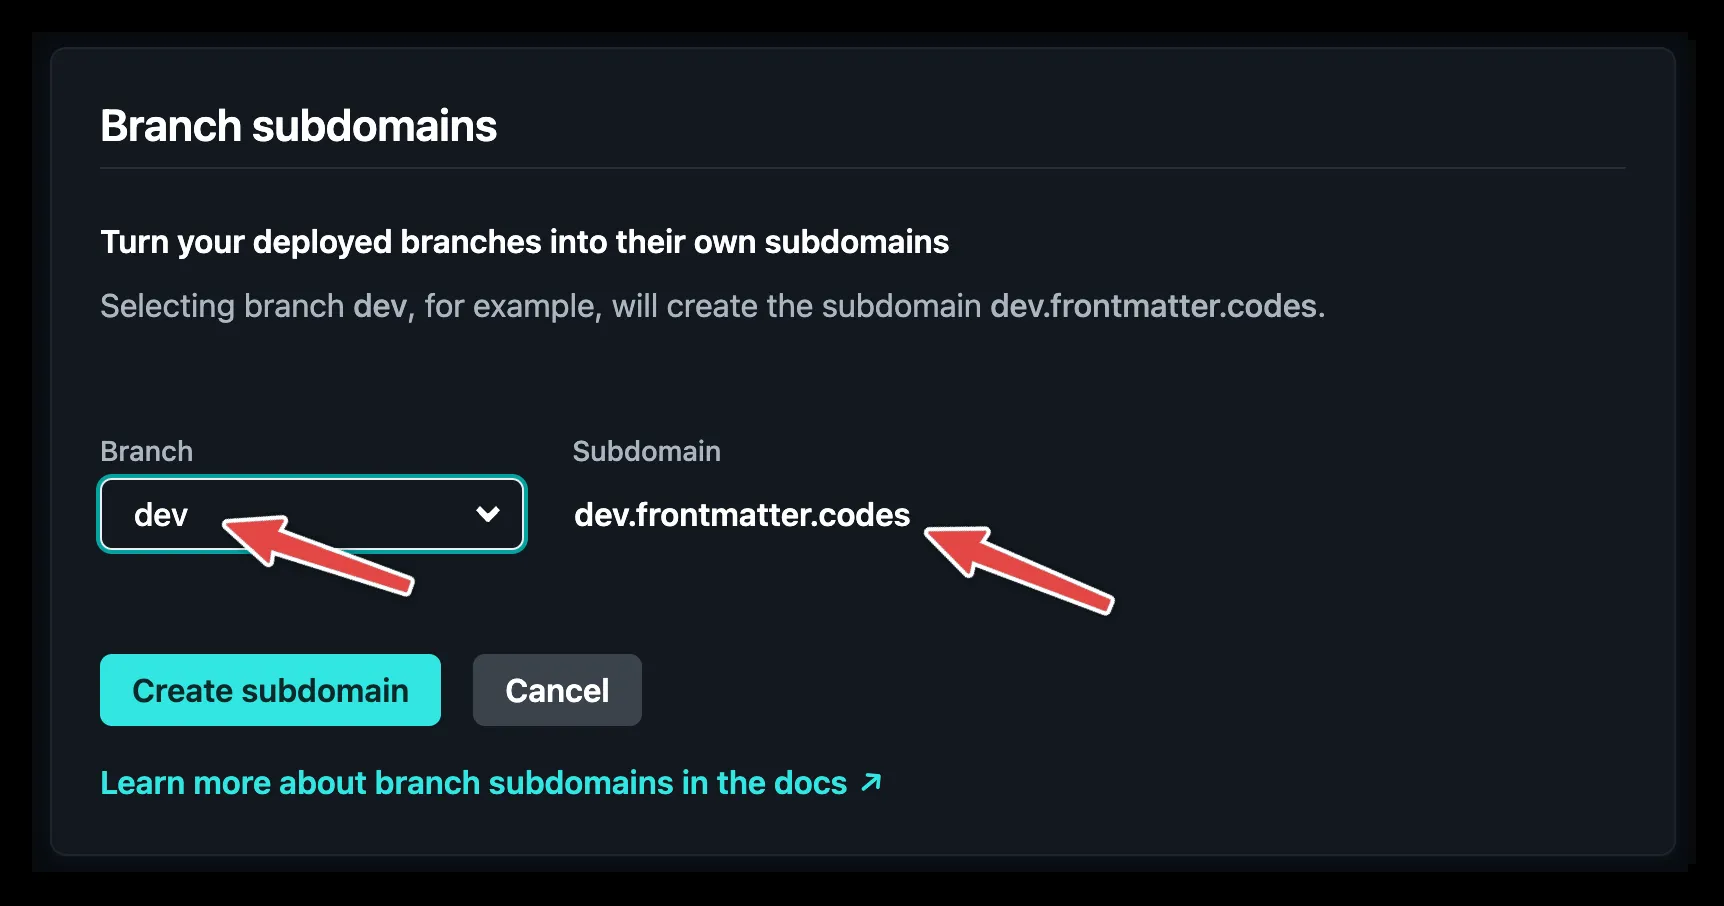 Branch subdomains
Turn your deployed branches into their own subdomains
Selecting branch dev, for example, will create the subdomain dev.frontmatter.codes.
Branch
Subdomain
dev
dev.frontmatter.codes
Create subdomain
Cancel
Learn more about branch subdomains in the docs ↗